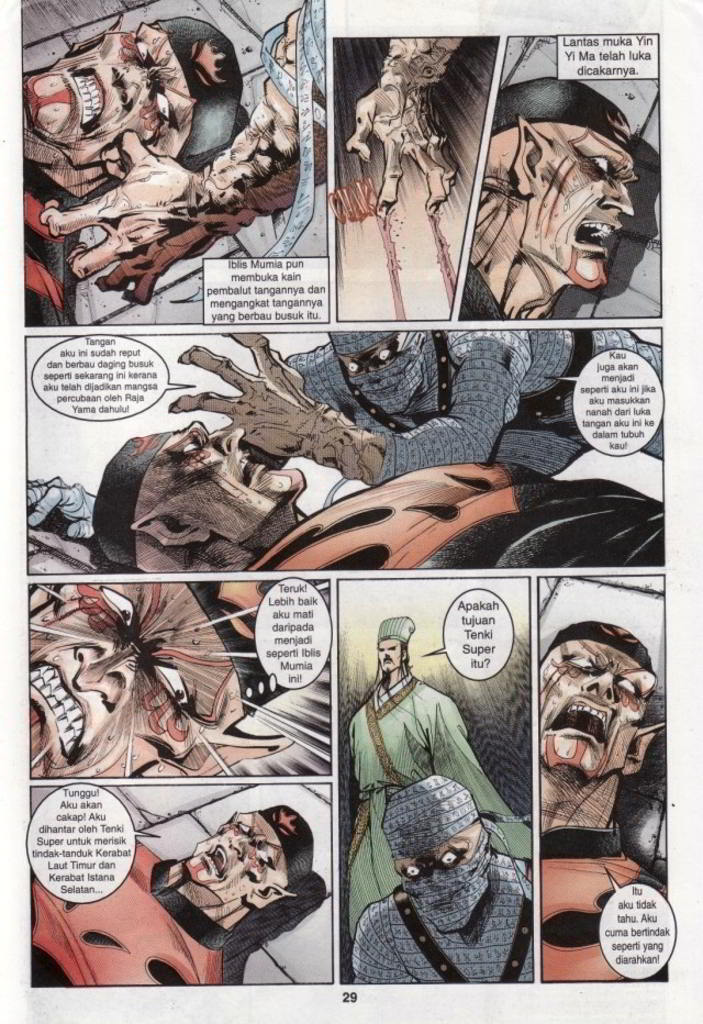 Iblis Mumia pun
membuka kain
pembalut tangannya dan
mengangkat tangannya
yang berbau busuk itu.
Lantas muka Yin
Yi Ma telah luka
dicakarnya.
Tangan
aku ini sudah reput
dan berbau daging busuk
seperti sekarang ini kerana
aku telah dijadikan mangsa
percubaan oleh Raja
Yama dahulu!
Kau
juga akan
menjadi
seperti aku ini jika
aku masukkan
nanah dari luka
tangan aku ini ke
dalam tubuh
kau!
Teruk!
Lebih baik
aku mati
daripada
menjadi
seperti Iblis
Mumia
ini!
Tunggu!
Aku akan
cakap! Aku
dihantar oleh Tenki
Super untuk merisik
tindak-tanduk Kerabat
Laut Timur dan
Kerabat Istana
Selatan...
Apakah
tujuan
Tenki
Super
itu?
Itu
aku tidak
tahu. Aku
cuma bertindak
seperti yang
diarahkan!
29